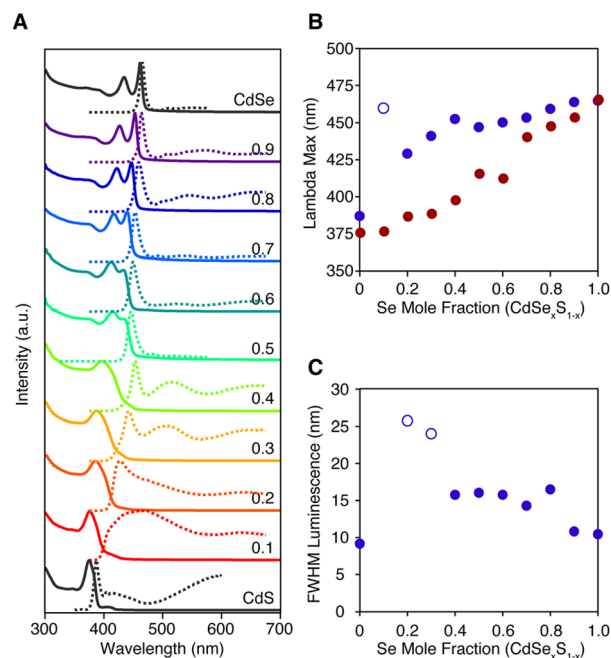 A
CdSe
0.9
0.8
0.7
0.6
0.5
0.4
0.3
0.2
0.1
CdS
Intensity (a.u.)
300 400 500 600 700
Wavelength (nm)
B
500
475
450
425
400
375
350
Lambda Max (nm)
0 0.2 0.4 0.6 0.8 1.0
Se Mole Fraction (CdSexS1-x)
C
30
25
20
15
10
5
0
FWHM Luminescence (nm)
0 0.2 0.4 0.6 0.8 1.0
Se Mole Fraction (CdSexS1-x)